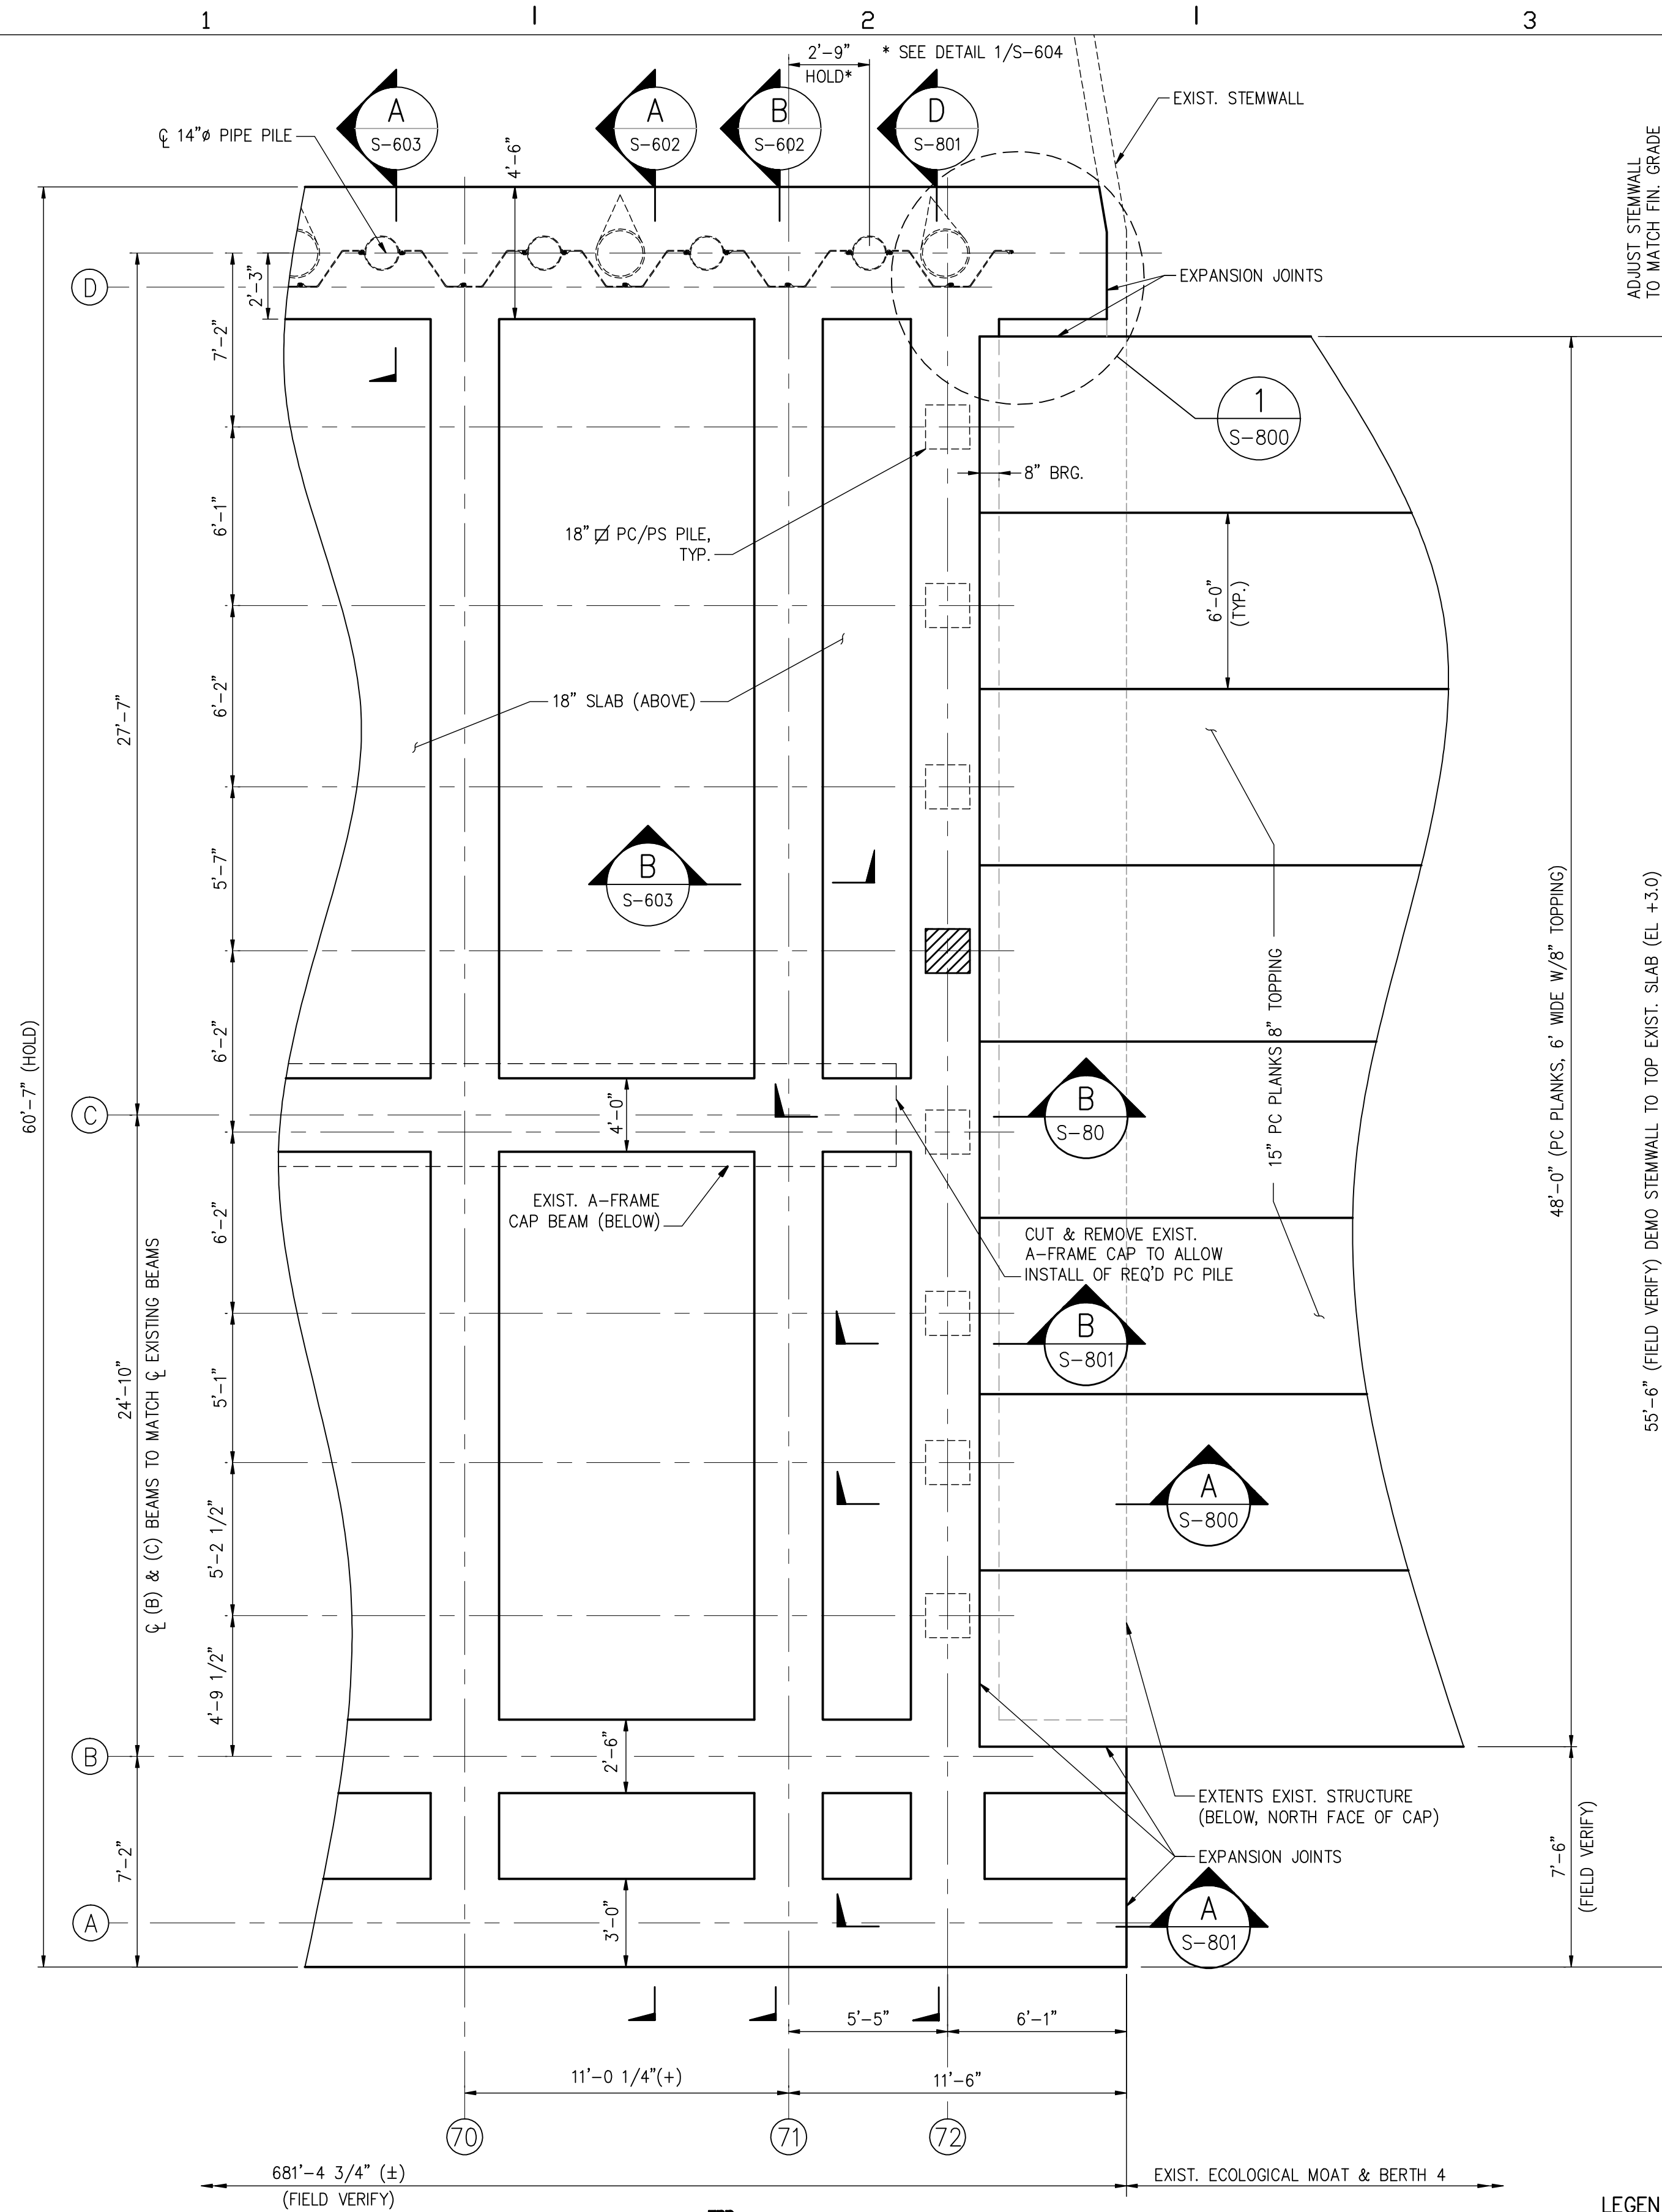 1
2
3
2'-9"
HOLD*
* SEE DETAIL 1/S-604
A
S-603
A
S-602
B
S-602
D
S-801
EXIST. STEMWALL
℄ 14"ø PIPE PILE
4'-6"
ADJUST STEMWALL
TO MATCH FIN. GRADE
D
2'-3"
EXPANSION JOINTS
7'-2"
1
S-800
8" BRG.
6'-1"
18" PC/PS PILE,
TYP.
6'-0"
(TYP.)
27'-7"
6'-2"
18" SLAB (ABOVE)
5'-7"
B
S-603
15" PC PLANKS 8" TOPPING
48'-0" (PC PLANKS, 6' WIDE W/8" TOPPING)
55'-6" (FIELD VERIFY) DEMO STEMWALL TO TOP EXIST. SLAB (EL +3.0)
60'-7" (HOLD)
6'-2"
C
4'-0"
B
S-80
6'-2"
EXIST. A-FRAME
CAP BEAM (BELOW)
CUT & REMOVE EXIST.
A-FRAME CAP TO ALLOW
INSTALL OF REQ'D PC PILE
B
S-801
24'-10"
℄ (B) & (C) BEAMS TO MATCH ℄ EXISTING BEAMS
5'-1"
A
S-800
5'-2 1/2"
4'-9 1/2"
B
2'-6"
EXTENTS EXIST. STRUCTURE
(BELOW, NORTH FACE OF CAP)
EXPANSION JOINTS
7'-2"
7'-6"
(FIELD VERIFY)
A
3'-0"
A
S-801
5'-5"
6'-1"
11'-0 1/4"(+)
11'-6"
70
71
72
681'-4 3/4" (±)
(FIELD VERIFY)
EXIST. ECOLOGICAL MOAT & BERTH 4
LEGEN